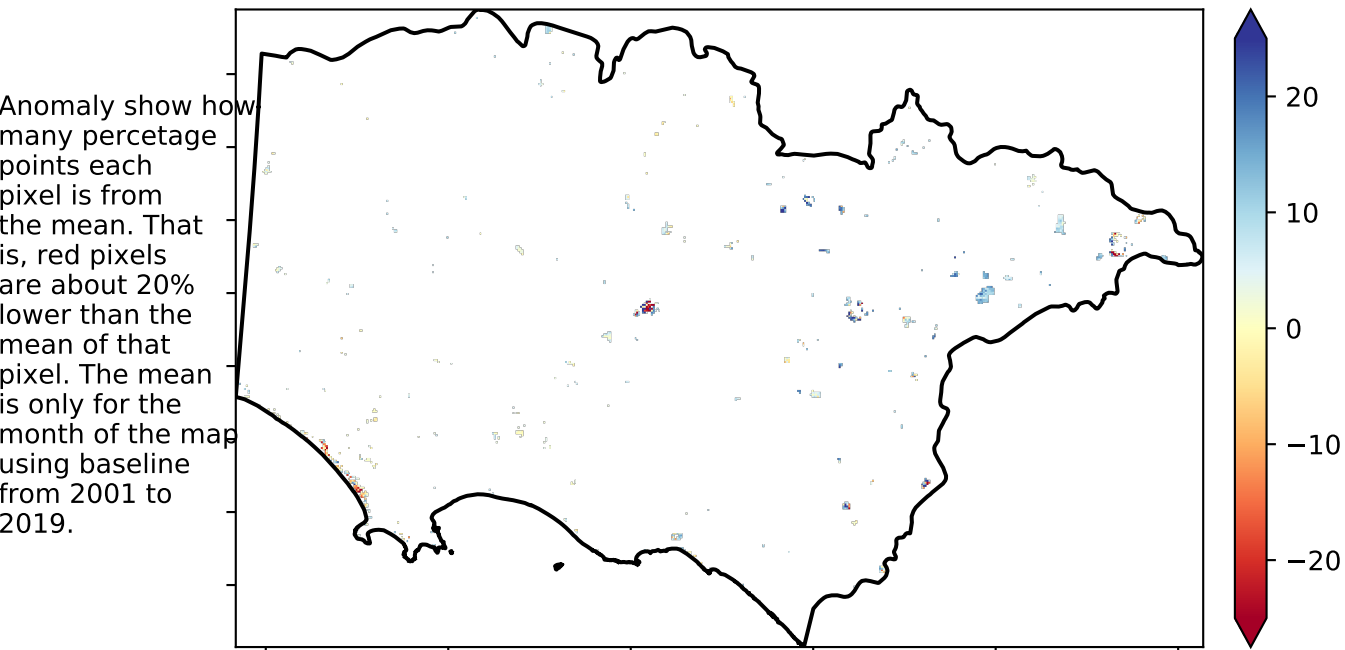 Anomaly show how
many percetage
points each
pixel is from
the mean. That
is, red pixels
are about 20%
lower than the
mean of that
pixel. The mean
is only for the
month of the map
using baseline
from 2001 to
2019.
20
10
0
−10
−20